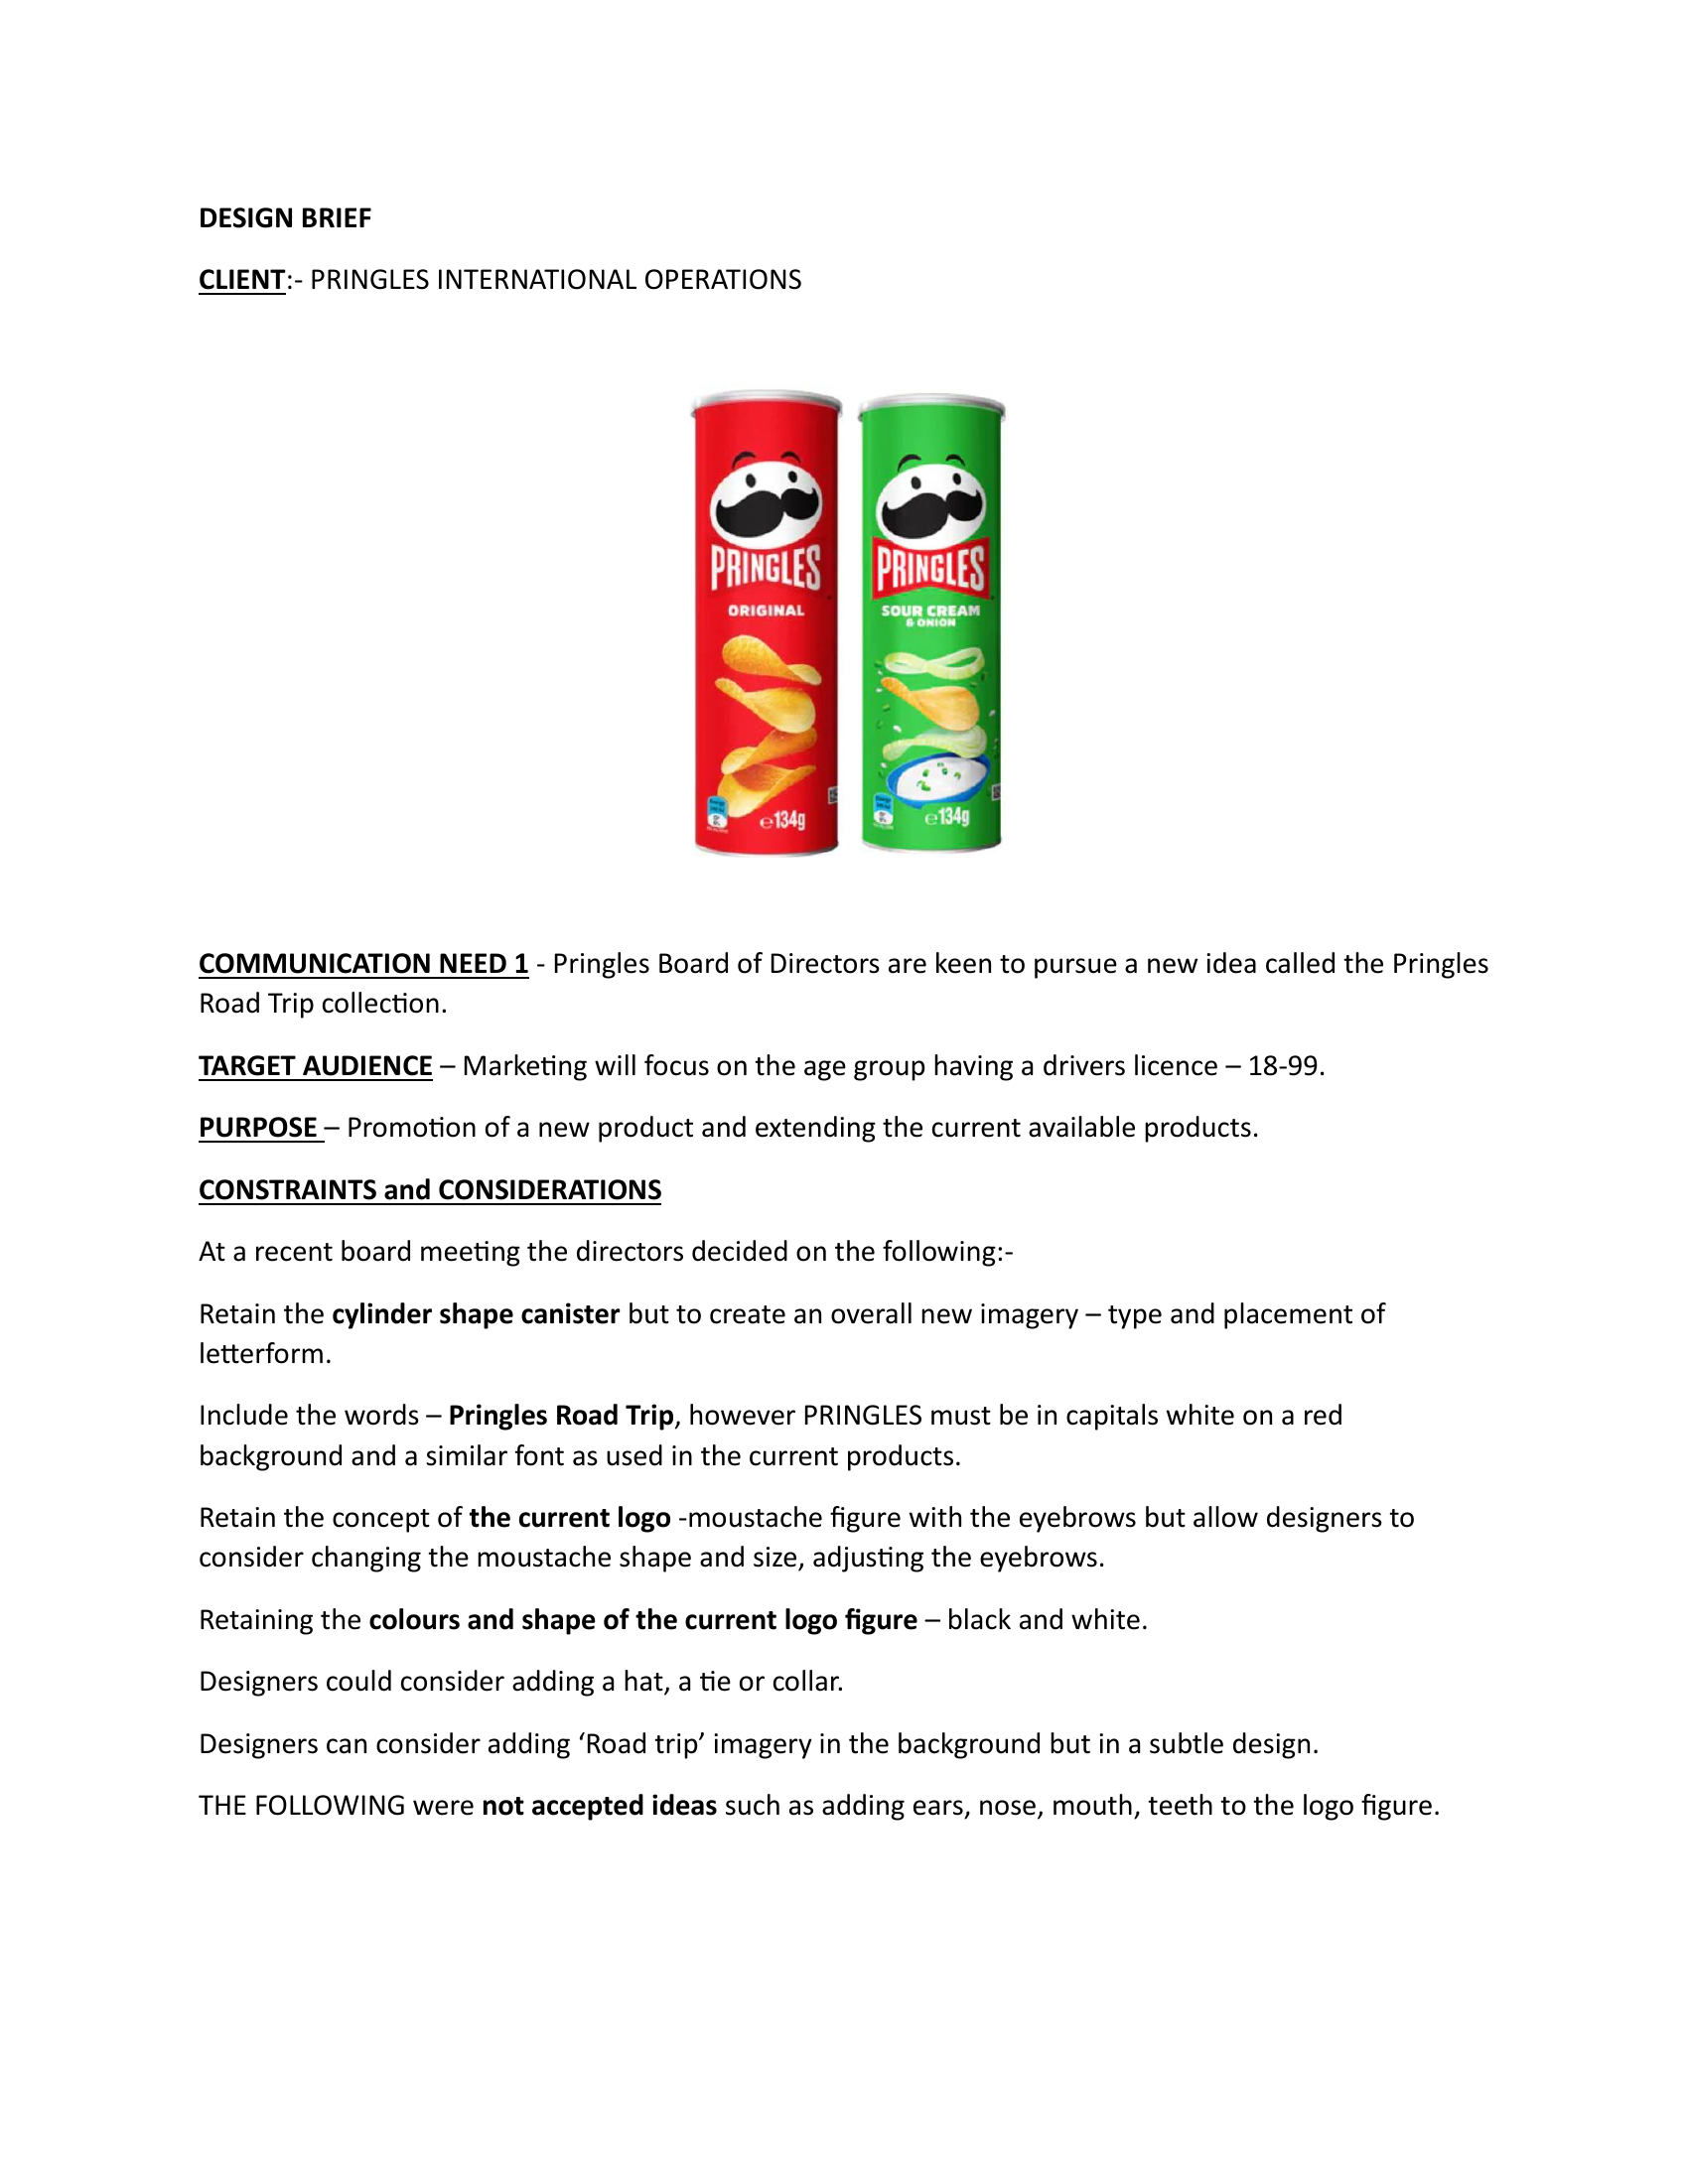 DESIGN BRIEF
CLIENT:- PRINGLES INTERNATIONAL OPERATIONS
PRINGLES
ORIGINAL
e134g
PRINGLES
SOUR CREAM
& ONION
e134g
COMMUNICATION NEED 1 - Pringles Board of Directors are keen to pursue a new idea called the Pringles
Road Trip collection.
TARGET AUDIENCE – Marketing will focus on the age group having a drivers licence – 18-99.
PURPOSE – Promotion of a new product and extending the current available products.
CONSTRAINTS and CONSIDERATIONS
At a recent board meeting the directors decided on the following:-
Retain the cylinder shape canister but to create an overall new imagery – type and placement of
letterform.
Include the words – Pringles Road Trip, however PRINGLES must be in capitals white on a red
background and a similar font as used in the current products.
Retain the concept of the current logo -moustache figure with the eyebrows but allow designers to
consider changing the moustache shape and size, adjusting the eyebrows.
Retaining the colours and shape of the current logo figure – black and white.
Designers could consider adding a hat, a tie or collar.
Designers can consider adding ‘Road trip’ imagery in the background but in a subtle design.
THE FOLLOWING were not accepted ideas such as adding ears, nose, mouth, teeth to the logo figure.